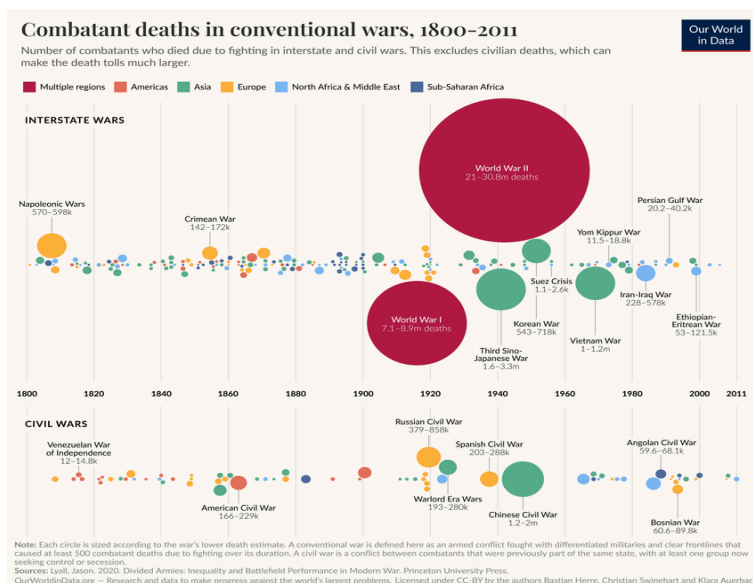 Combatant deaths in conventional wars, 1800-2011
Our World
in Data
Number of combatants who died due to fighting in interstate and civil wars. This excludes civilian deaths, which can
make the death tolls much larger.
Multiple regions
Americas
Asia
Europe
North Africa & Middle East
Sub-Saharan Africa
INTERSTATE WARS
World War II
21–30.8m deaths
Napoleonic Wars
570–598k
Crimean War
142–172k
Persian Gulf War
20.2–40.2k
Yom Kippur War
11.5–18.8k
Suez Crisis
1.1–2.6k
Iran-Iraq War
228–578k
World War I
7.1–8.9m deaths
Korean War
543–718k
Ethiopian-
Eritrean War
53–121.5k
Vietnam War
1–1.2m
Third Sino-
Japanese War
1.6–3.3m
1800
1820
1840
1860
1880
1900
1920
1940
1960
1980
2000
2011
CIVIL WARS
Russian Civil War
379–858k
Venezuelan War
of Independence
12–14.8k
Spanish Civil War
203–288k
Angolan Civil War
59.6–68.1k
American Civil War
166–229k
Warlord Era Wars
193–280k
Chinese Civil War
1.2–2m
Bosnian War
60.6–89.8k
Note: Each circle is sized according to the war's lower death estimate. A conventional war is defined here as an armed conflict fought with differentiated militaries and clear frontlines that
caused at least 500 combatant deaths due to fighting over its duration. A civil war is a conflict between combatants that were previously part of the same state, with at least one group now
seeking control or secession.
Sources: Lyall, Jason. 2020. Divided Armies: Inequality and Battlefield Performance in Modern War. Princeton University Press.
OurWorldinData.org — Research and data to make progress against the world's largest problems. Licensed under CC-BY by the authors Bastian Herre, Christian Swinehart and Klara Auerbach